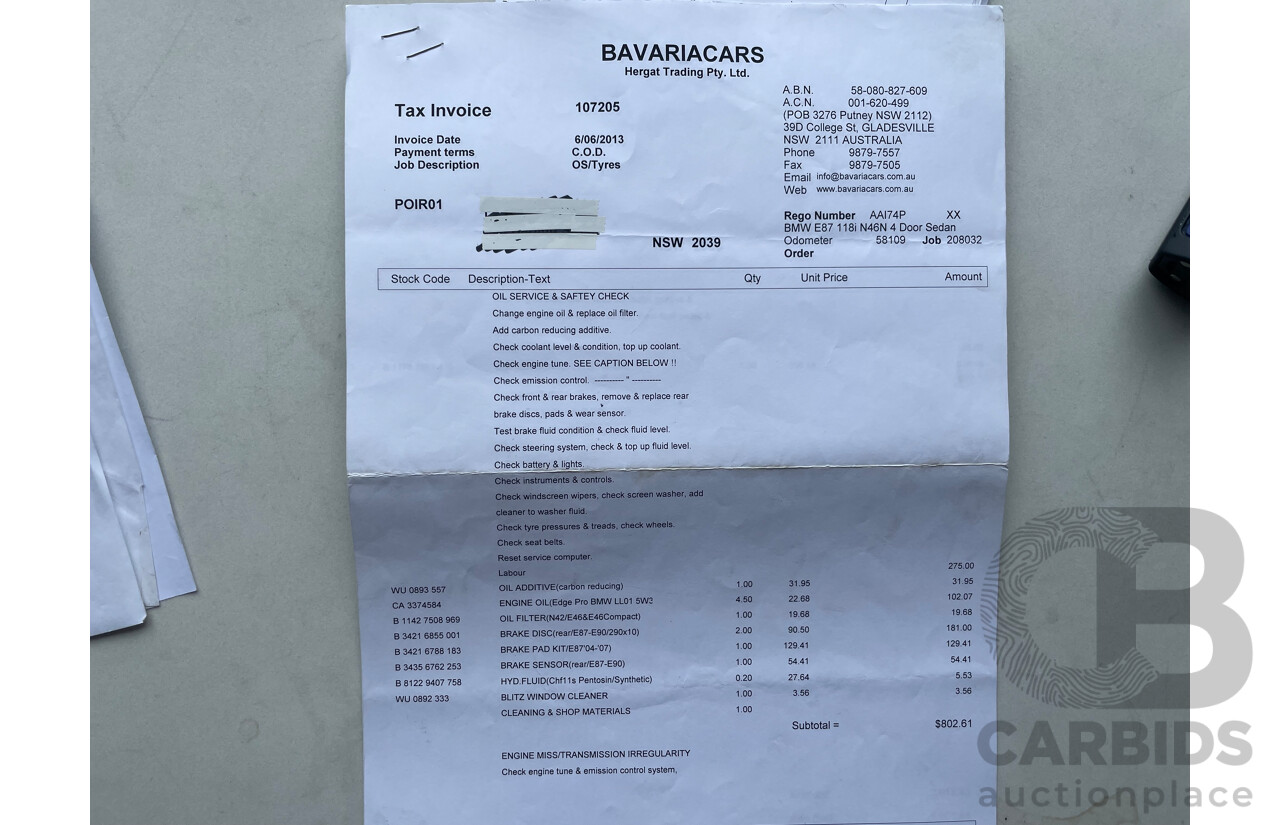 BAVARIACARS
Hergat Trading Pty. Ltd.
Tax Invoice 107205
Invoice Date 6/06/2013
Payment terms C.O.D.
Job Description OS/Tyres
A.B.N. 58-080-827-609
A.C.N. 001-620-499
(POB 3276 Putney NSW 2112)
39D College St, GLADESVILLE
NSW 2111 AUSTRALIA
Phone 9879-7557
Fax 9879-7505
Email info@bavariacars.com.au
Web www.bavariacars.com.au
POIR01
NSW 2039
Rego Number AAI74P XX
BMW E87 118i N46N 4 Door Sedan
Odometer 58109 Job 208032
Order
Stock Code Description-Text Qty Unit Price Amount
OIL SERVICE & SAFTEY CHECK
Change engine oil & replace oil filter.
Add carbon reducing additive.
Check coolant level & condition, top up coolant.
Check engine tune. SEE CAPTION BELOW !!
Check emission control. ---------- " ----------
Check front & rear brakes, remove & replace rear
brake discs, pads & wear sensor.
Test brake fluid condition & check fluid level.
Check steering system, check & top up fluid level.
Check battery & lights.
Check instruments & controls.
Check windscreen wipers, check screen washer, add
cleaner to washer fluid.
Check tyre pressures & treads, check wheels.
Check seat belts.
Reset service computer.
Labour 275.00
WU 0893 557 OIL ADDITIVE(carbon reducing) 1.00 31.95 31.95
CA 3374584 ENGINE OIL(Edge Pro BMW LL01 5W3 4.50 22.68 102.07
B 1142 7508 969 OIL FILTER(N42/E46&E46Compact) 1.00 19.68 19.68
B 3421 6855 001 BRAKE DISC(rear/E87-E90/290x10) 2.00 90.50 181.00
B 3421 6788 183 BRAKE PAD KIT/E87'04-'07) 1.00 129.41 129.41
B 3435 6762 253 BRAKE SENSOR(rear/E87-E90) 1.00 54.41 54.41
B 8122 9407 758 HYD.FLUID(Chf11s Pentosin/Synthetic) 0.20 27.64 5.53
WU 0892 333 BLITZ WINDOW CLEANER 1.00 3.56 3.56
CLEANING & SHOP MATERIALS 1.00
Subtotal = $802.61
ENGINE MISS/TRANSMISSION IRREGULARITY
Check engine tune & emission control system,
CARBIDS
auctionplace